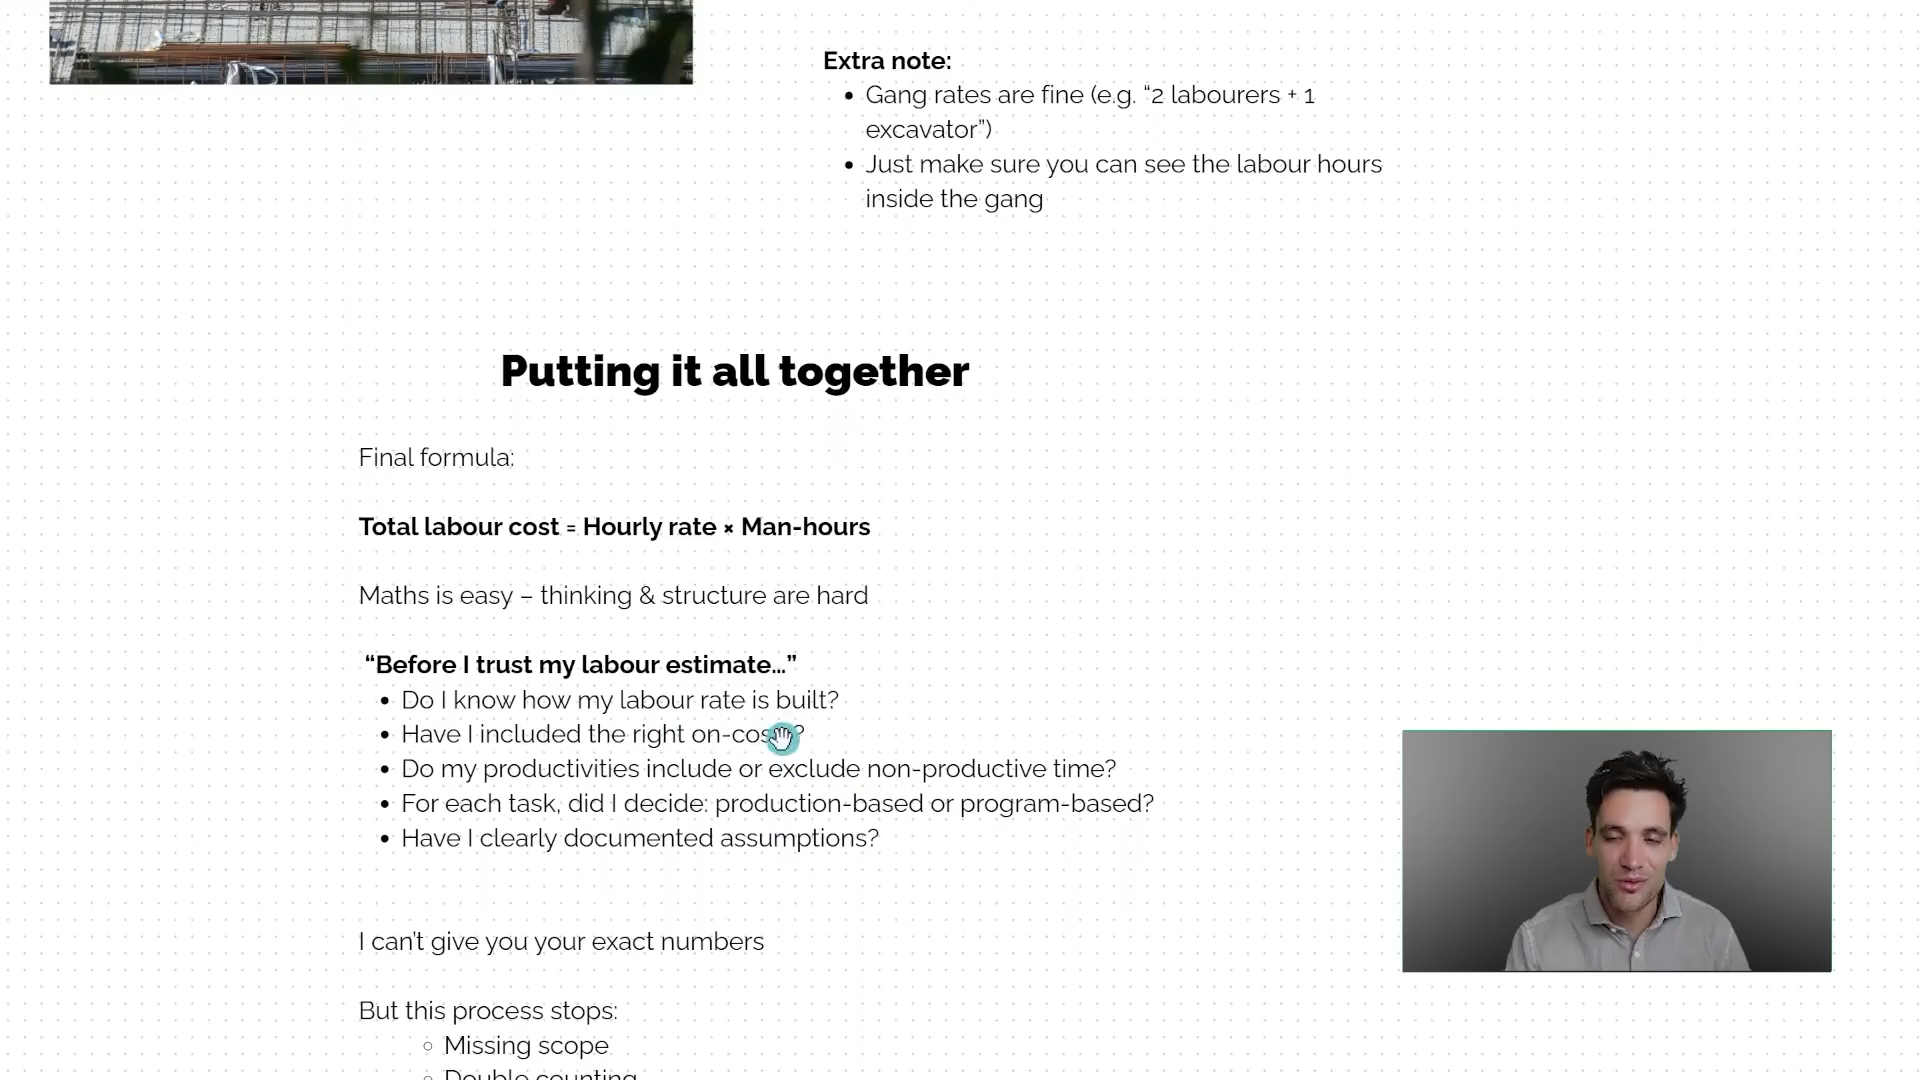 Extra note:
• Gang rates are fine (e.g. “2 labourers + 1
excavator”)
• Just make sure you can see the labour hours
inside the gang
Putting it all together
Final formula:
Total labour cost = Hourly rate × Man-hours
Maths is easy – thinking & structure are hard
“Before I trust my labour estimate…”
• Do I know how my labour rate is built?
• Have I included the right ?
• Do my productivities include or exclude non-productive time?
• For each task, did I decide: production-based or program-based?
• Have I clearly documented assumptions?
I can’t give you your exact numbers
But this process stops:
◦ Missing scope
◦ Double counting